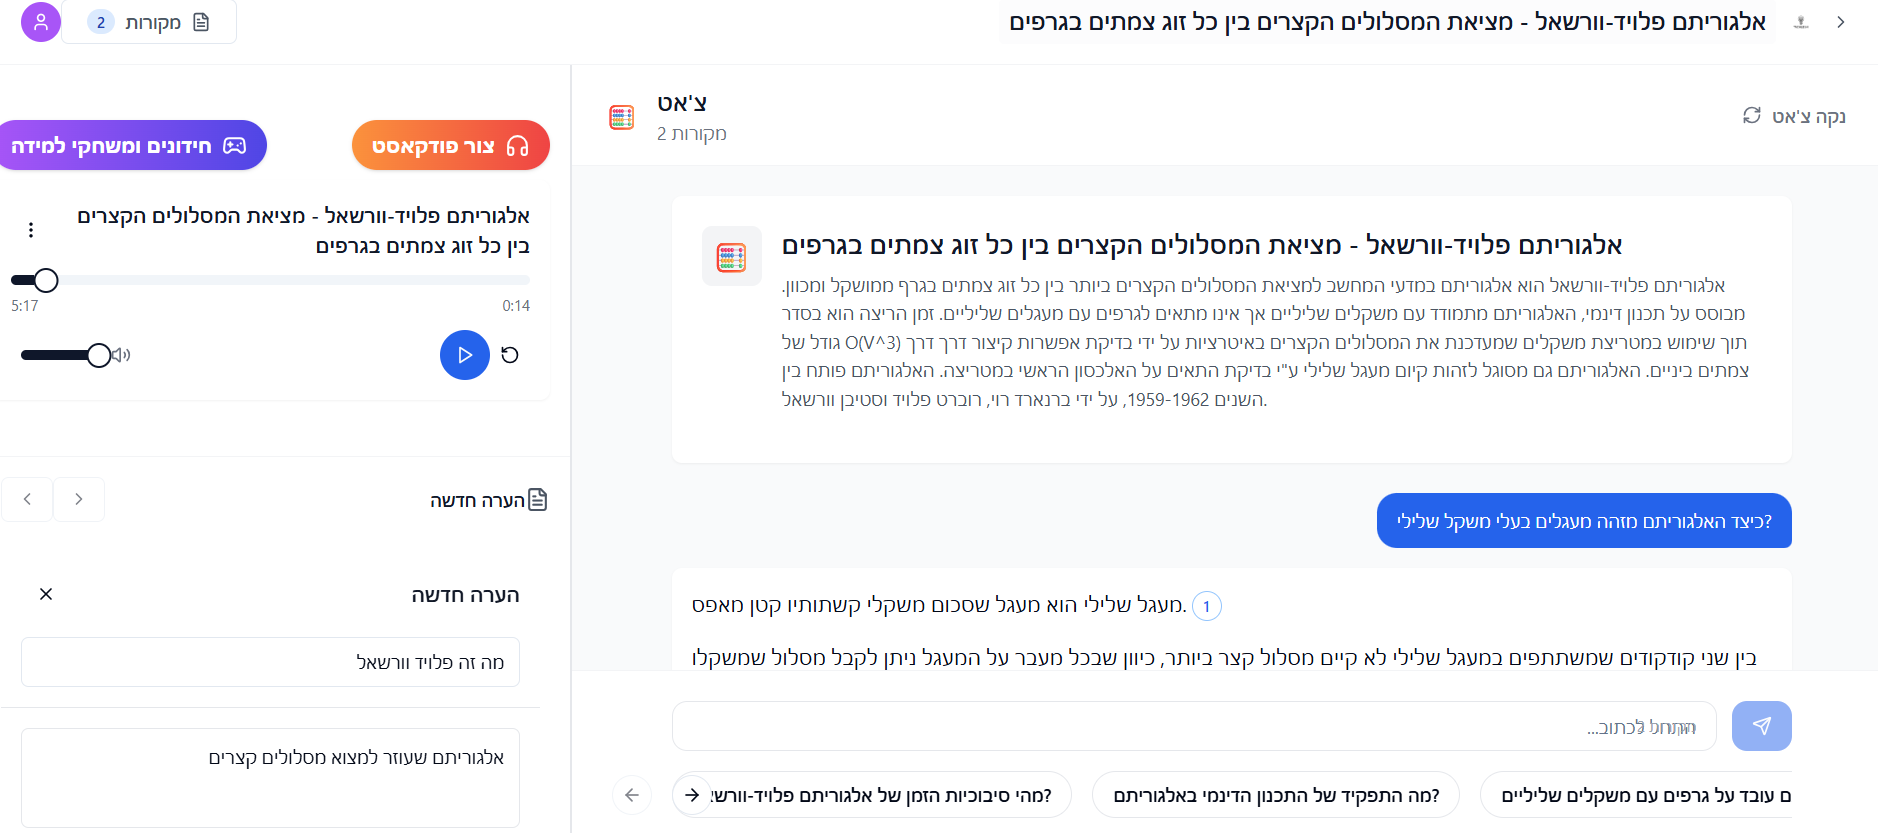 אלגוריתם פלויד-וורשאל - מציאת המסלולים הקצרים בין כל זוג צמתים בגרפים
מקורות 2
צ'אט
2 מקורות
נקה צ'אט
אלגוריתם פלויד-וורשאל - מציאת המסלולים הקצרים בין כל זוג צמתים בגרפים
אלגוריתם פלויד-וורשאל הוא אלגוריתם במדעי המחשב למציאת המסלולים הקצרים ביותר בין כל זוג צמתים בגרף ממושקל ומכוון.
מבוסס על תכנון דינמי, האלגוריתם מתמודד עם משקלים שליליים אך אינו מתאים לגרפים עם מעגלים שליליים. זמן הריצה הוא בסדר
גודל של O(V^3) תוך שימוש במטריצת משקלים שמעדכנת את המסלולים הקצרים באיטרציות על ידי בדיקת אפשרות קיצור דרך דרך
צמתים ביניים. האלגוריתם גם מסוגל לזהות קיום מעגל שלילי ע"י בדיקת התאים על האלכסון הראשי במטריצה. האלגוריתם פותח בין
השנים 1959-1962, על ידי ברנארד רוי, רוברט פלויד וסטיבן וורשאל.
כיצד האלגוריתם מזהה מעגלים בעלי משקל שלילי?
מעגל שלילי הוא מעגל שסכום משקלי קשתותיו קטן מאפס. 1
בין שני קודקודים שמשתתפים במעגל שלילי לא קיים מסלול קצר ביותר, כיוון שבכל מעבר על המעגל ניתן לקבל מסלול שמשקלו
התחל לכתוב...
ם עובד על גרפים עם משקלים שליליים
מה התפקיד של התכנון הדינמי באלגוריתם?
מהי סיבוכיות הזמן של אלגוריתם פלויד-וורשא
צור פודקאסט
חידונים ומשחקי למידה
אלגוריתם פלויד-וורשאל - מציאת המסלולים הקצרים
בין כל זוג צמתים בגרפים
0:14
5:17
הערה חדשה
הערה חדשה
מה זה פלויד וורשאל
אלגוריתם שעוזר למצוא מסלולים קצרים